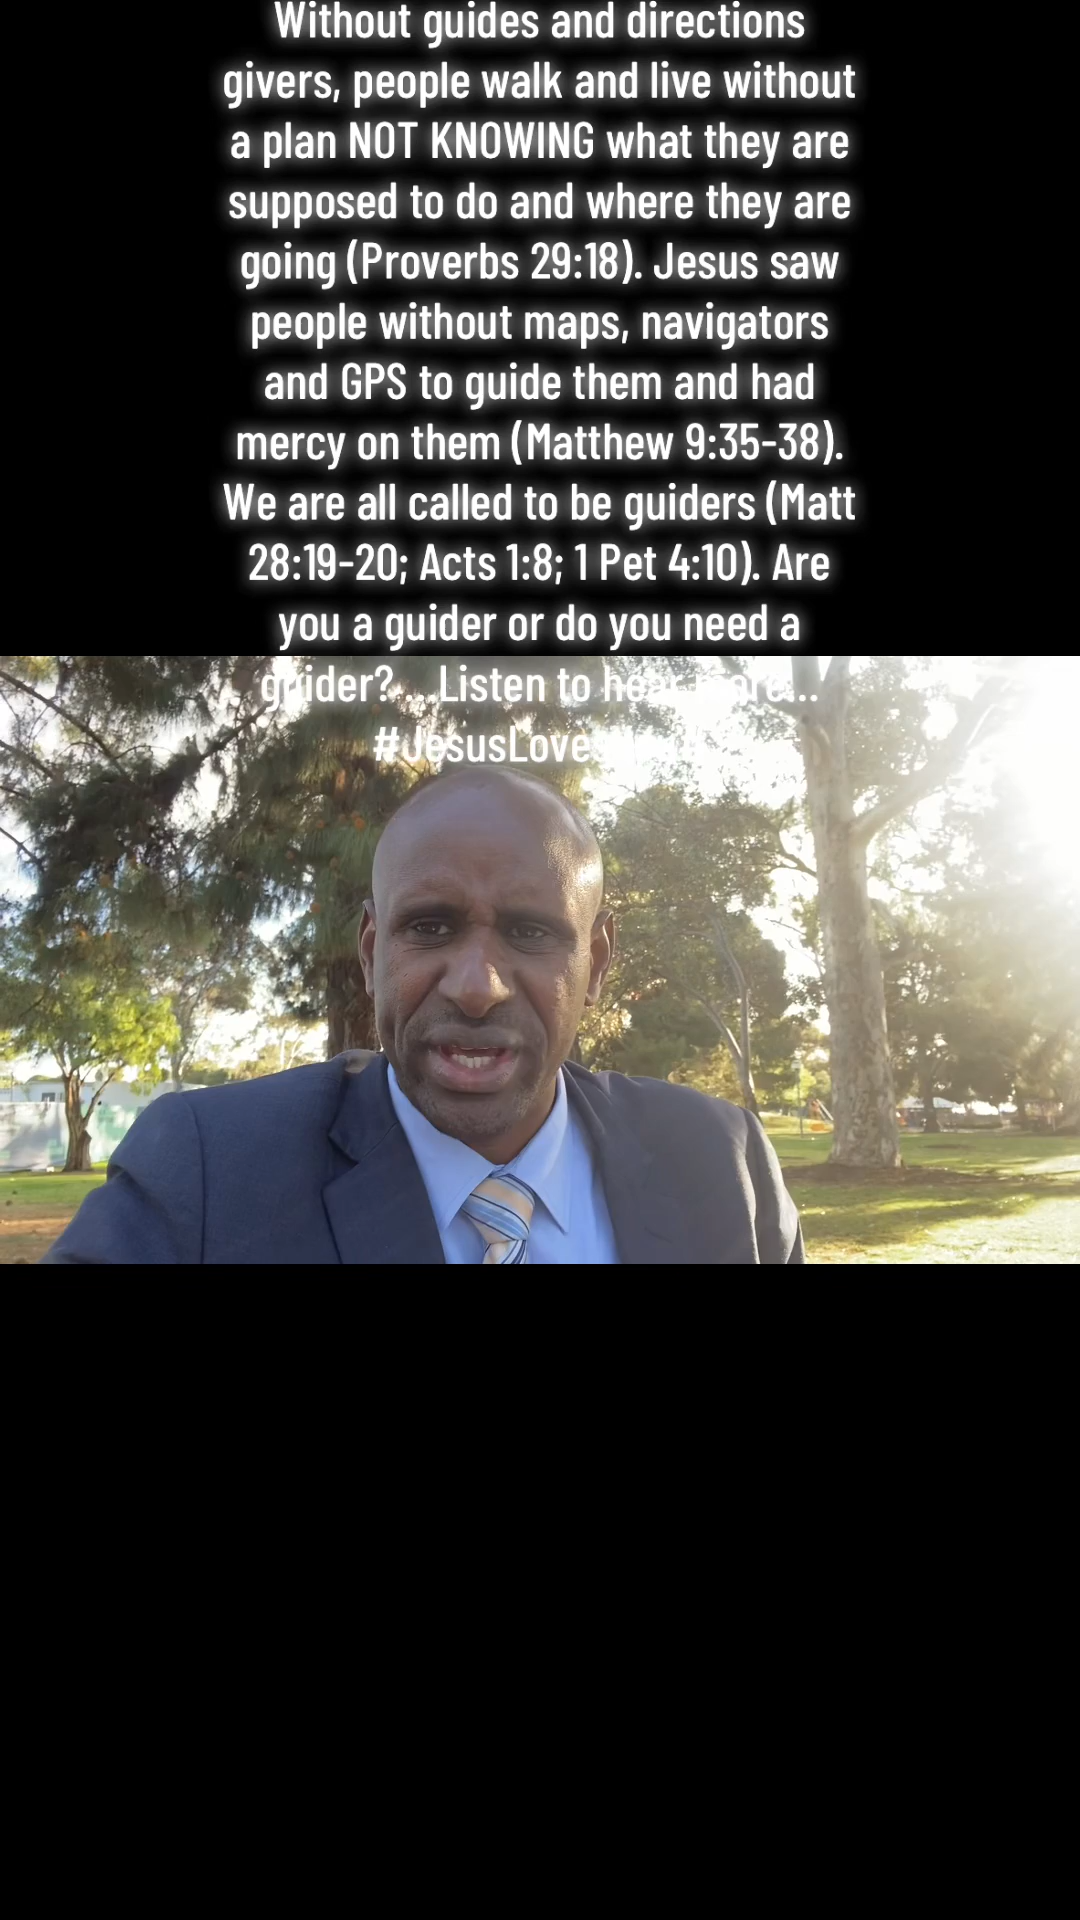 Without guides and directions
givers, people walk and live without
a plan NOT KNOWING what they are
supposed to do and where they are
going (Proverbs 29:18). Jesus saw
people without maps, navigators
and GPS to guide them and had
mercy on them (Matthew 9:35-38).
We are all called to be guiders (Matt
28:19-20; Acts 1:8; 1 Pet 4:10). Are
you a guider or do you need a
guider? ...Listen to hear more...